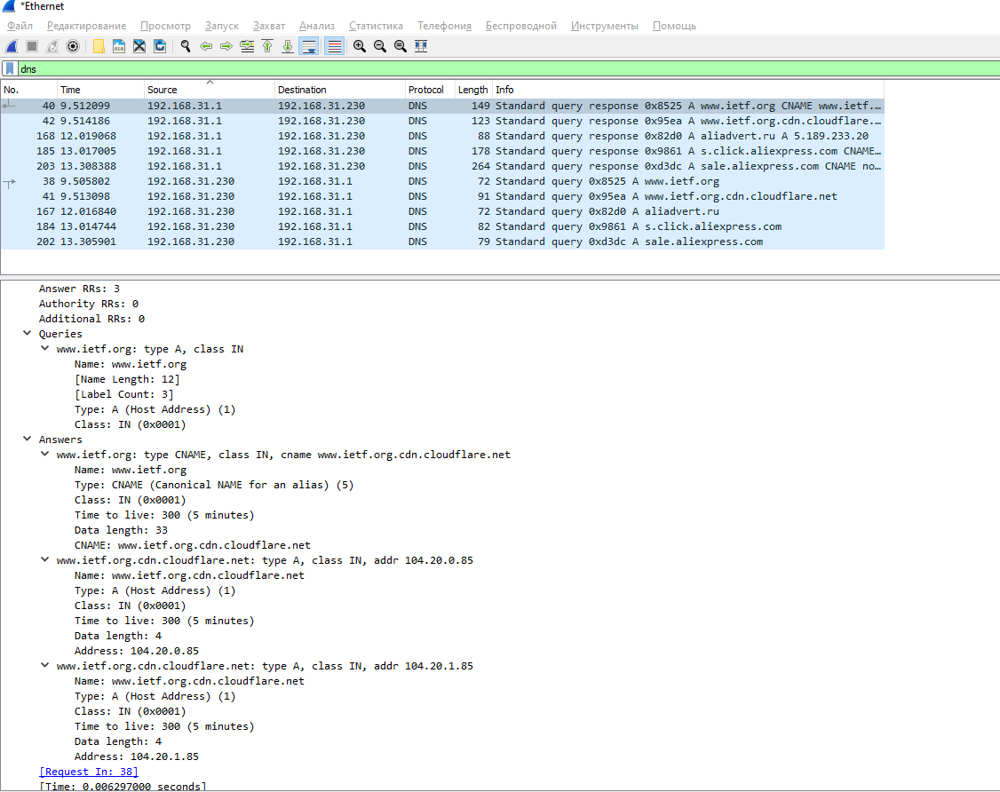 *Ethernet
Файл Редактирование Просмотр Запуск Захват Анализ Статистика Телефония Беспроводной Инструменты Помощь
dns
No. Time Source Destination Protocol Length Info
40 9.512099 192.168.31.1 192.168.31.230 DNS 149 Standard query response 0x8525 A www.ietf.org CNAME www.ietf.…
42 9.514186 192.168.31.1 192.168.31.230 DNS 123 Standard query response 0x95ea A www.ietf.org.cdn.cloudflare.…
168 12.019068 192.168.31.1 192.168.31.230 DNS 88 Standard query response 0x82d0 A aliadvert.ru A 5.189.233.20
185 13.017005 192.168.31.1 192.168.31.230 DNS 178 Standard query response 0x9861 A s.click.aliexpress.com CNAME…
203 13.308388 192.168.31.1 192.168.31.230 DNS 264 Standard query response 0xd3dc A sale.aliexpress.com CNAME no…
38 9.505802 192.168.31.230 192.168.31.1 DNS 72 Standard query 0x8525 A www.ietf.org
41 9.513098 192.168.31.230 192.168.31.1 DNS 91 Standard query 0x95ea A www.ietf.org.cdn.cloudflare.net
167 12.016840 192.168.31.230 192.168.31.1 DNS 72 Standard query 0x82d0 A aliadvert.ru
184 13.014744 192.168.31.230 192.168.31.1 DNS 82 Standard query 0x9861 A s.click.aliexpress.com
202 13.305901 192.168.31.230 192.168.31.1 DNS 79 Standard query 0xd3dc A sale.aliexpress.com
Answer RRs: 3
Authority RRs: 0
Additional RRs: 0
Queries
www.ietf.org: type A, class IN
Name: www.ietf.org
[Name Length: 12]
[Label Count: 3]
Type: A (Host Address) (1)
Class: IN (0x0001)
Answers
www.ietf.org: type CNAME, class IN, cname www.ietf.org.cdn.cloudflare.net
Name: www.ietf.org
Type: CNAME (Canonical NAME for an alias) (5)
Class: IN (0x0001)
Time to live: 300 (5 minutes)
Data length: 33
CNAME: www.ietf.org.cdn.cloudflare.net
www.ietf.org.cdn.cloudflare.net: type A, class IN, addr 104.20.0.85
Name: www.ietf.org.cdn.cloudflare.net
Type: A (Host Address) (1)
Class: IN (0x0001)
Time to live: 300 (5 minutes)
Data length: 4
Address: 104.20.0.85
www.ietf.org.cdn.cloudflare.net: type A, class IN, addr 104.20.1.85
Name: www.ietf.org.cdn.cloudflare.net
Type: A (Host Address) (1)
Class: IN (0x0001)
Time to live: 300 (5 minutes)
Data length: 4
Address: 104.20.1.85
[Request In: 38]
[Time: 0.006297000 seconds]